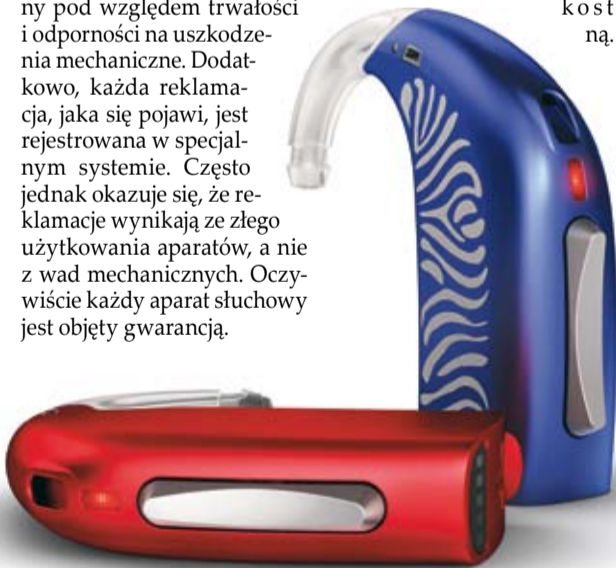 ny pod względem trwałości
i odporności na uszkodze-
nia mechaniczne. Dodat-
kowo, każda reklama-
cja, jaka się pojawi, jest
rejestrowana w specjal-
nym systemie. Często
jednak okazuje się, że re-
klamacje wynikają ze złego
użytkowania aparatów, a nie
z wad mechanicznych. Oczy-
wiście każdy aparat słuchowy
jest objęty gwarancją.
kost
ną.